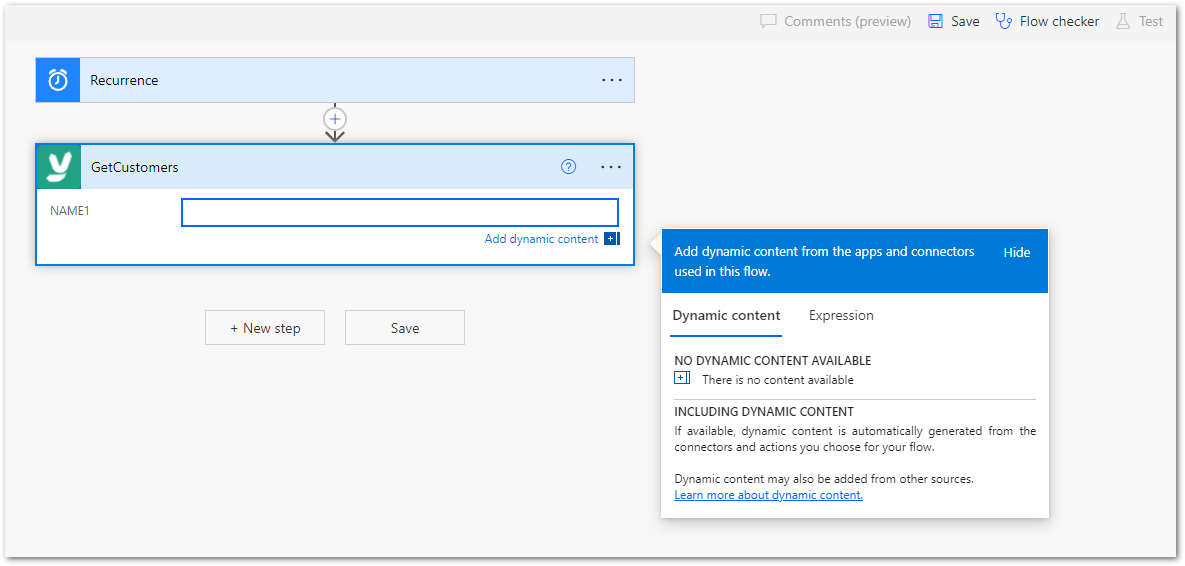 Comments (preview) Save Flow checker Test
Recurrence
GetCustomers
NAME1
Add dynamic content
Add dynamic content from the apps and connectors
used in this flow.
Hide
Dynamic content Expression
NO DYNAMIC CONTENT AVAILABLE
There is no content available
INCLUDING DYNAMIC CONTENT
If available, dynamic content is automatically generated from the
connectors and actions you choose for your flow.
Dynamic content may also be added from other sources.
Learn more about dynamic content.
+ New step Save